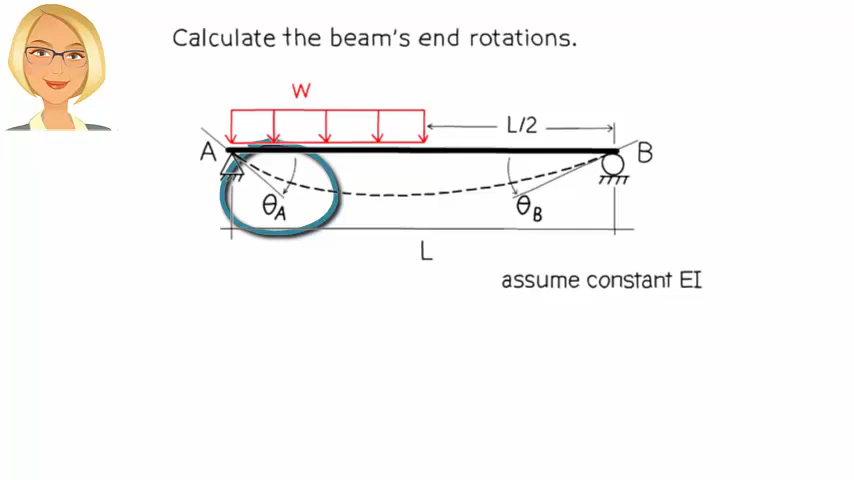 Calculate the beam's end rotations.
W
L/2
A
B
θA
θB
L
assume constant EI